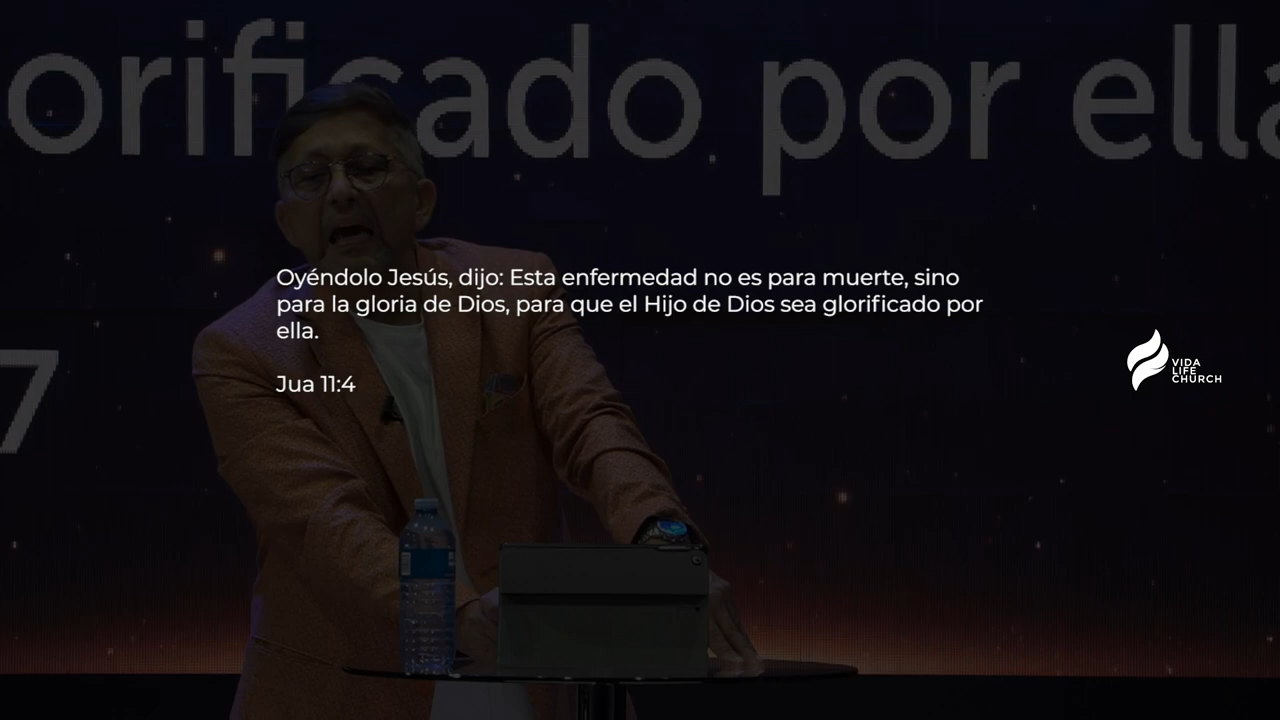 orificado por ella
Oyéndolo Jesús, dijo: Esta enfermedad no es para muerte, sino
para la gloria de Dios, para que el Hijo de Dios sea glorificado por
ella.
Jua 11:4
7
VIDA
LIFE
CHURCH